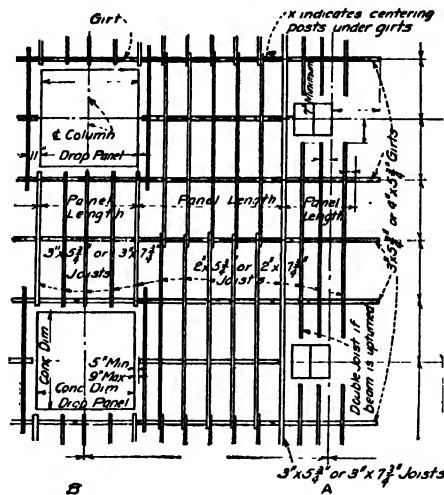 Girt
x indicates centering
posts under girts
7" Minimum
℄ Column
11 Drop Panel
Panel
Length
Panel Length
Panel
Length
3"x5¾" or 4"x5¾" Girts
3"x5¾" or 3"x7¾"
Joists
2"x5¾" or 2"x7¾"
Joists
Conc Dim
5" Min
9" Max
Conc Dim
Drop Panel
Double Joist if
beam is upturned
3"x5¾" or 3"x7¾" Joists
B
A